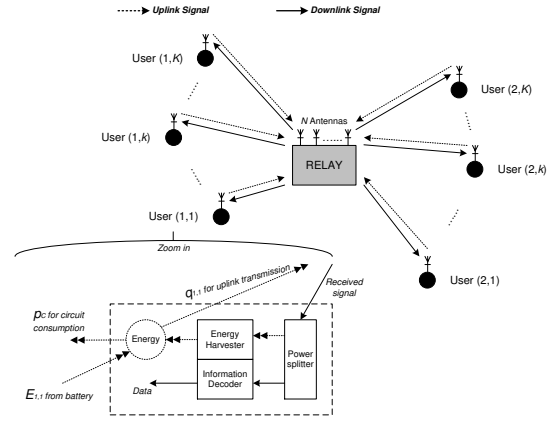 Uplink Signal
Downlink Signal
User (1,K)
User (2,K)
N Antennas
User (1,k)
RELAY
User (2,k)
User (1,1)
User (2,1)
Zoom in
q1,1 for uplink transmission
Received
signal
pc for circuit
consumption
Energy
Energy
Harvester
Power
splitter
Information
Decoder
Data
E1,1 from battery